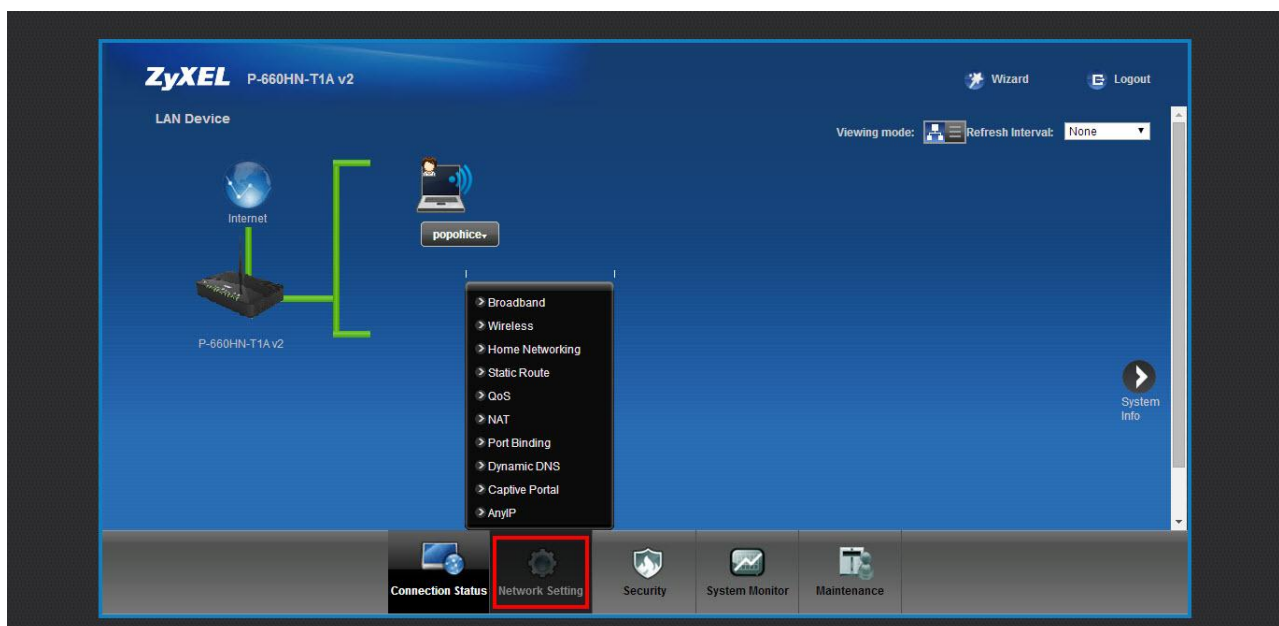 ZyXEL P-660HN-T1A v2
Wizard
Logout
LAN Device
Viewing mode:
Refresh Interval:
None
Internet
popohice
P-660HN-T1A v2
Broadband
Wireless
Home Networking
Static Route
QoS
NAT
Port Binding
Dynamic DNS
Captive Portal
AnyIP
System
Info
Connection Status
Network Setting
Security
System Monitor
Maintenance